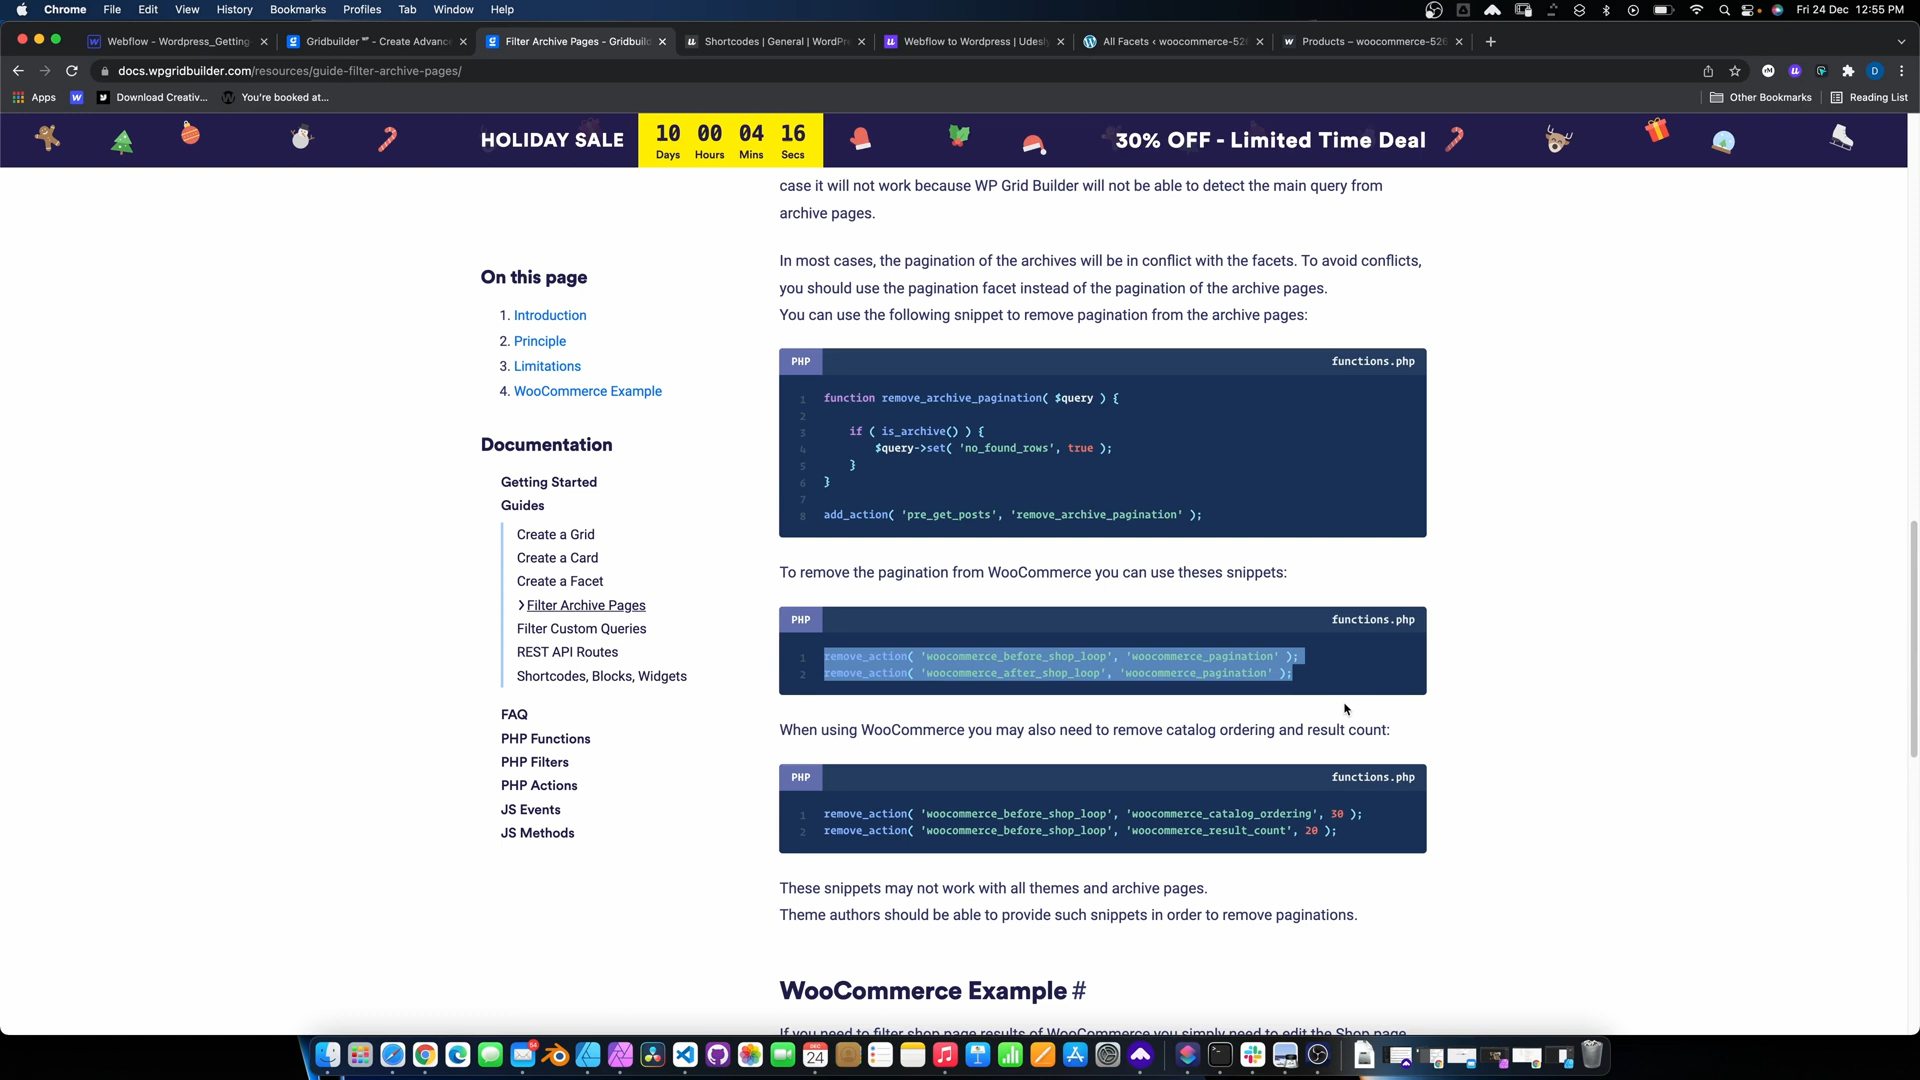 Chrome File Edit View History Bookmarks Profiles Tab Window Help Fri 24 Dec 12:55 PM
Webflow - Wordpress_Getting Gridbuilder ᵂᴾ - Create Advanc Filter Archive Pages - Gridbuild Shortcodes | General | WordPr Webflow to Wordpress | Udesly All Facets ‹ woocommerce-52 Products – woocommerce-526
docs.wpgridbuilder.com/resources/guide-filter-archive-pages/
Apps Download Creativ... You're booked at... Other Bookmarks Reading List
HOLIDAY SALE 10 00 04 16 30% OFF - Limited Time Deal
Days Hours Mins Secs
case it will not work because WP Grid Builder will not be able to detect the main query from
archive pages.
In most cases, the pagination of the archives will be in conflict with the facets. To avoid conflicts,
you should use the pagination facet instead of the pagination of the archive pages.
You can use the following snippet to remove pagination from the archive pages:
On this page
1. Introduction
2. Principle
3. Limitations
4. WooCommerce Example
Documentation
Getting Started
Guides
Create a Grid
Create a Card
Create a Facet
Filter Archive Pages
Filter Custom Queries
REST API Routes
Shortcodes, Blocks, Widgets
FAQ
PHP Functions
PHP Filters
PHP Actions
JS Events
JS Methods
PHP functions.php
1 function remove_archive_pagination( $query ) {
2
3 if ( is_archive() ) {
4 $query->set( 'no_found_rows', true );
5 }
6 }
7
8 add_action( 'pre_get_posts', 'remove_archive_pagination' );
To remove the pagination from WooCommerce you can use theses snippets:
PHP functions.php
1 remove_action( 'woocommerce_before_shop_loop', 'woocommerce_pagination' );
2 remove_action( 'woocommerce_after_shop_loop', 'woocommerce_pagination' );
When using WooCommerce you may also need to remove catalog ordering and result count:
PHP functions.php
1 remove_action( 'woocommerce_before_shop_loop', 'woocommerce_catalog_ordering', 30 );
2 remove_action( 'woocommerce_before_shop_loop', 'woocommerce_result_count', 20 );
These snippets may not work with all themes and archive pages.
Theme authors should be able to provide such snippets in order to remove paginations.
WooCommerce Example #
If you need to filter shop page results of WooCommerce you simply need to edit the Shop page